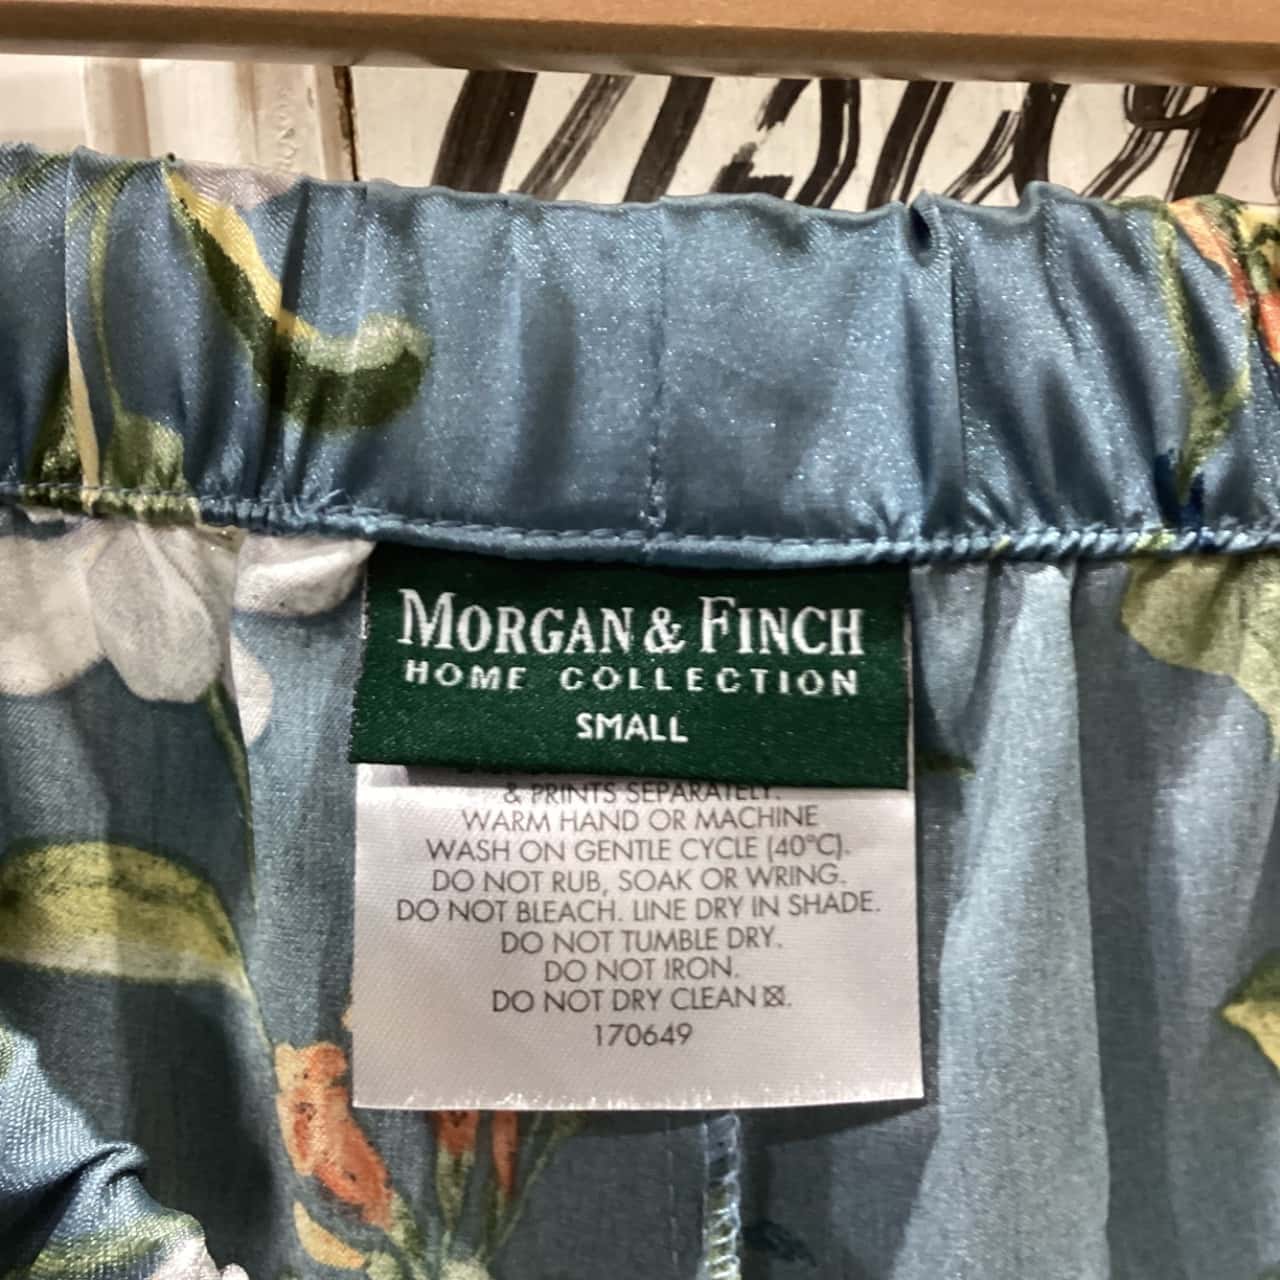 MORGAN & FINCH
HOME COLLECTION
SMALL
& PRINTS SEPARATELY.
WARM HAND OR MACHINE
WASH ON GENTLE CYCLE (40°C).
DO NOT RUB, SOAK OR WRING.
DO NOT BLEACH. LINE DRY IN SHADE.
DO NOT TUMBLE DRY.
DO NOT IRON.
DO NOT DRY CLEAN ☒.
170649